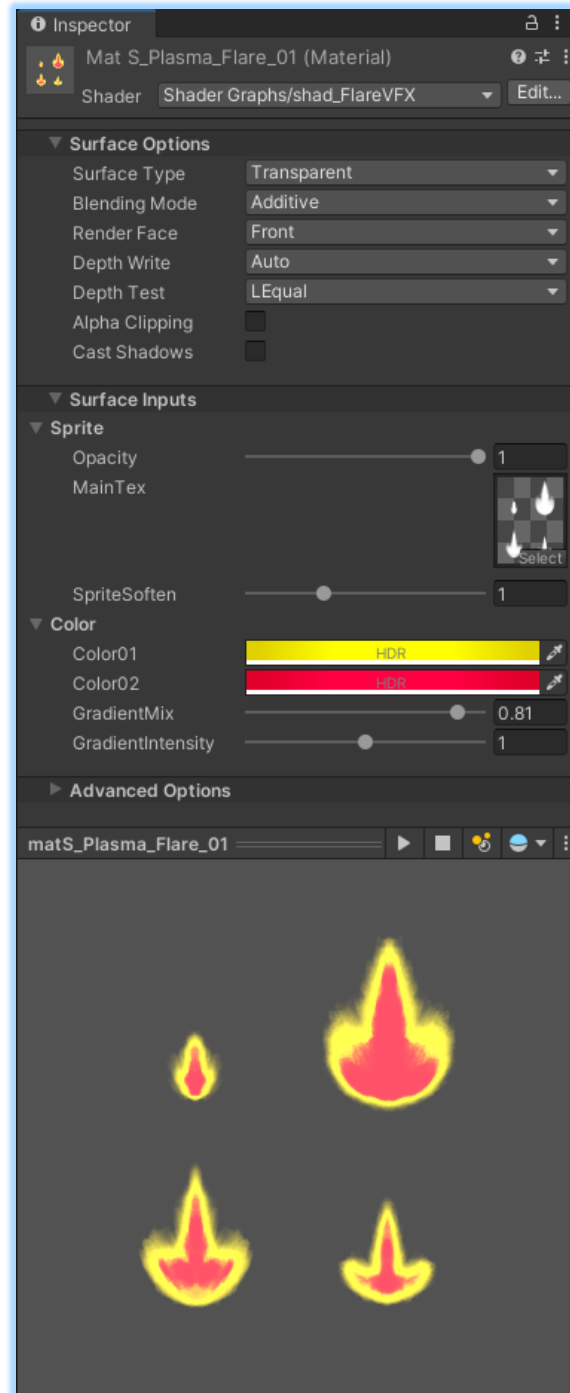 Inspector
Mat S_Plasma_Flare_01 (Material)
Shader Shader Graphs/shad_FlareVFX Edit...
Surface Options
Surface Type Transparent
Blending Mode Additive
Render Face Front
Depth Write Auto
Depth Test LEqual
Alpha Clipping
Cast Shadows
Surface Inputs
Sprite
Opacity 1
MainTex
Select
SpriteSoften 1
Color
Color01 HDR
Color02 HDR
GradientMix 0.81
GradientIntensity 1
Advanced Options
matS_Plasma_Flare_01